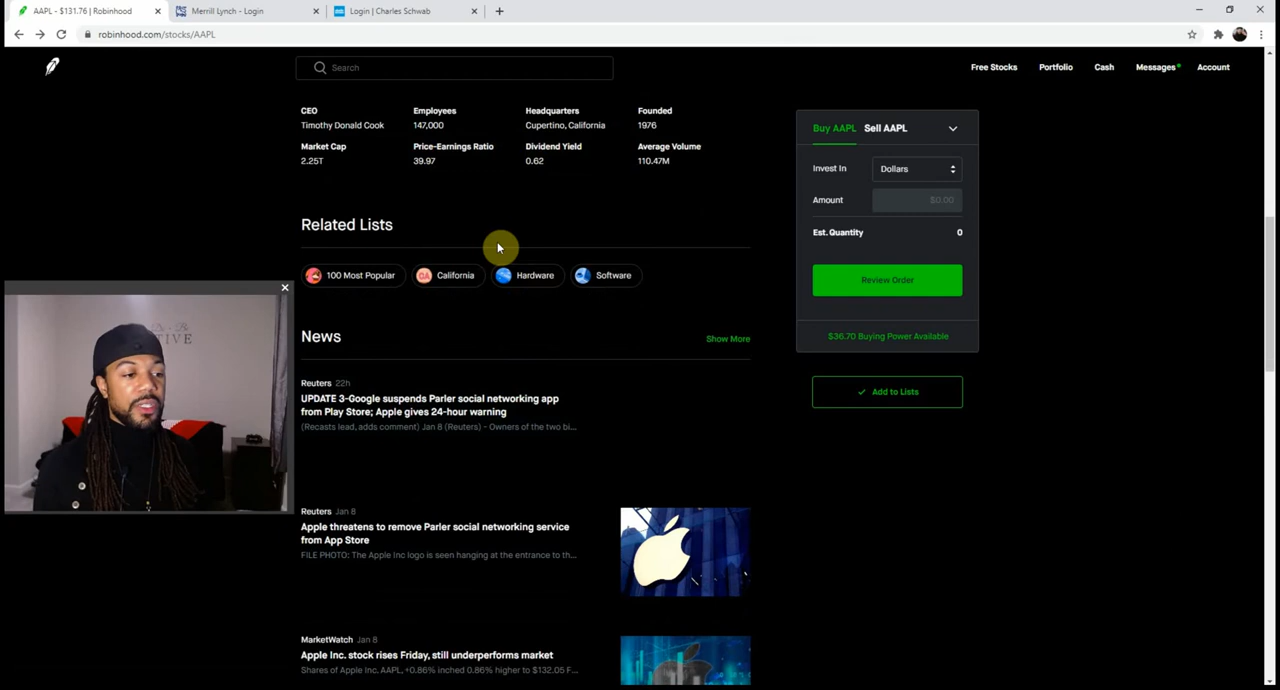 AAPL - $131.76 | Robinhood
Merrill Lynch - Login
Login | Charles Schwab
robinhood.com/stocks/AAPL
Search
Free Stocks
Portfolio
Cash
Messages
Account
CEO
Employees
Headquarters
Founded
Timothy Donald Cook
147,000
Cupertino, California
1976
Market Cap
Price-Earnings Ratio
Dividend Yield
Average Volume
2.25T
39.97
0.62
110.47M
Buy AAPL
Sell AAPL
Invest In
Dollars
Amount
$0.00
Est. Quantity
0
Review Order
$36.70 Buying Power Available
Add to Lists
Related Lists
100 Most Popular
CA
California
Hardware
Software
News
Show More
Reuters 22h
UPDATE 3-Google suspends Parler social networking app
from Play Store; Apple gives 24-hour warning
(Recasts lead, adds comment) Jan 8 (Reuters) - Owners of the two bi...
Reuters Jan 8
Apple threatens to remove Parler social networking service
from App Store
FILE PHOTO: The Apple Inc logo is seen hanging at the entrance to th...
MarketWatch Jan 8
Apple Inc. stock rises Friday, still underperforms market
Shares of Apple Inc. AAPL, +0.86% inched 0.86% higher to $132.05 F...